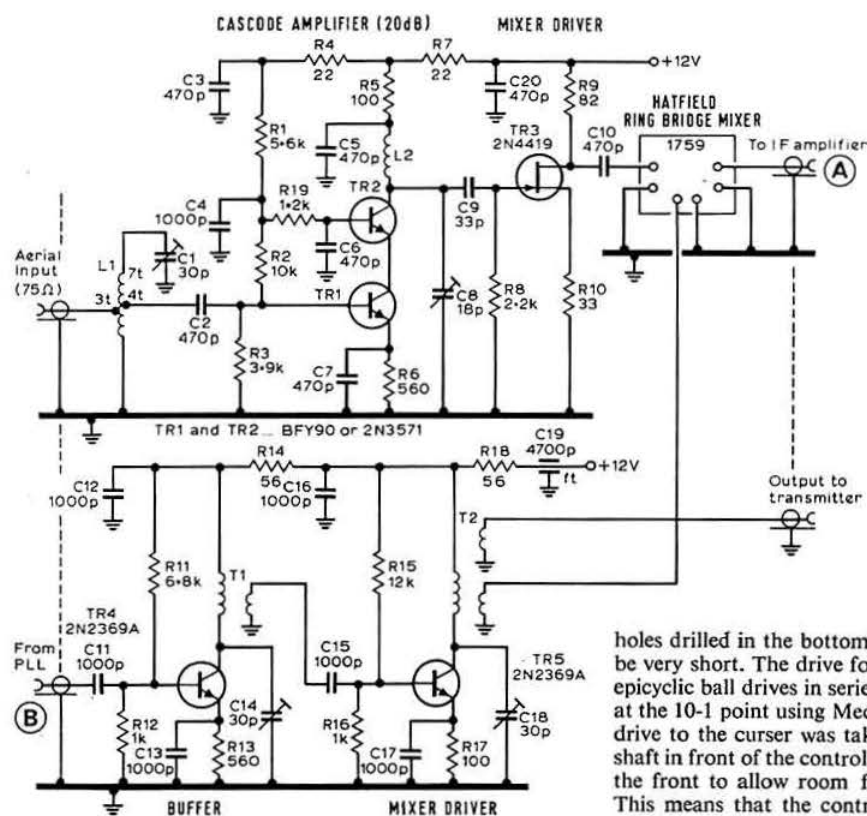 CASCODE AMPLIFIER (20dB)
MIXER DRIVER
R4
22
R7
22
+12V
C3
470p
R5
100
C20
470p
R9
82
HATFIELD
RING BRIDGE MIXER
1759
TR3
2N4419
C10
470p
To IF amplifier
A
R1
5•6k
C5
470p
L2
R19
1•2k
TR2
C4
1000p
C9
33p
C6
470p
R2
10k
Aerial
Input
(75Ω)
L1
7t
3t
4t
C1
30p
TR1
C2
470p
C8
18p
R8
2•2k
R10
33
R3
3•9k
C7
470p
R6
560
TR1 and TR2_ BFY90 or 2N3571
R14
56
R18
56
C19
4700p
ft
+12V
C12
1000p
C16
1000p
Output to
transmitter
T2
R11
6•8k
T1
R15
12k
TR4
2N2369A
From
PLL
B
C11
1000p
C15
1000p
TR5
2N2369A
C14
30p
C18
30p
R12
1k
C13
1000p
R13
560
R16
1k
C17
1000p
R17
100
BUFFER
MIXER DRIVER
holes drilled in the bottom
be very short. The drive fo
epicyclic ball drives in serie
at the 10-1 point using Mec
drive to the curser was tak
shaft in front of the control
the front to allow room f
This means that the contr